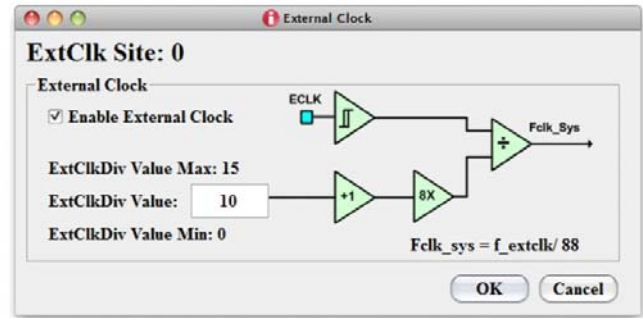 External Clock
ExtClk Site: 0
External Clock
Enable External Clock
ECLK
Fclk_Sys
÷
ExtClkDiv Value Max: 15
ExtClkDiv Value: 10
+1
8X
ExtClkDiv Value Min: 0
Fclk_sys = f_extclk/ 88
OK Cancel